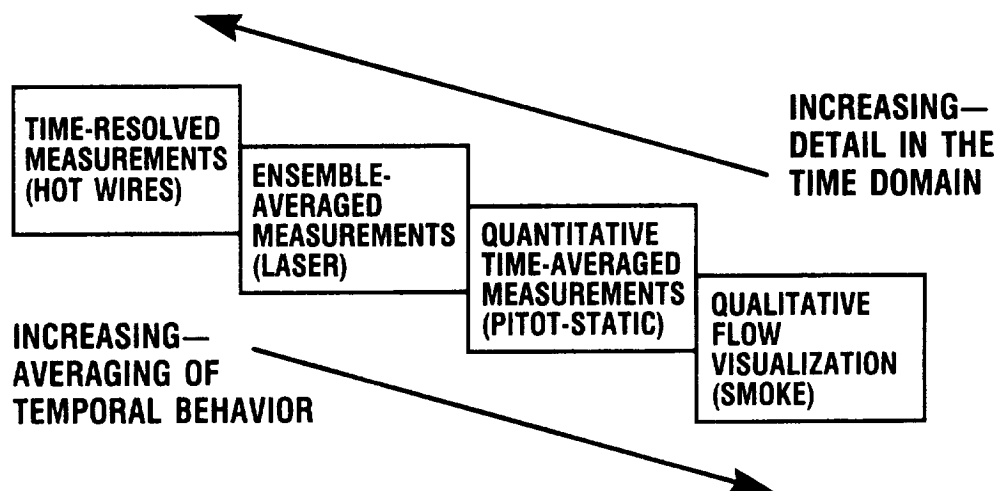 TIME-RESOLVED
MEASUREMENTS
(HOT WIRES)
ENSEMBLE-
AVERAGED
MEASUREMENTS
(LASER)
QUANTITATIVE
TIME-AVERAGED
MEASUREMENTS
(PITOT-STATIC)
QUALITATIVE
FLOW
VISUALIZATION
(SMOKE)
INCREASING—
DETAIL IN THE
TIME DOMAIN
INCREASING—
AVERAGING OF
TEMPORAL BEHAVIOR